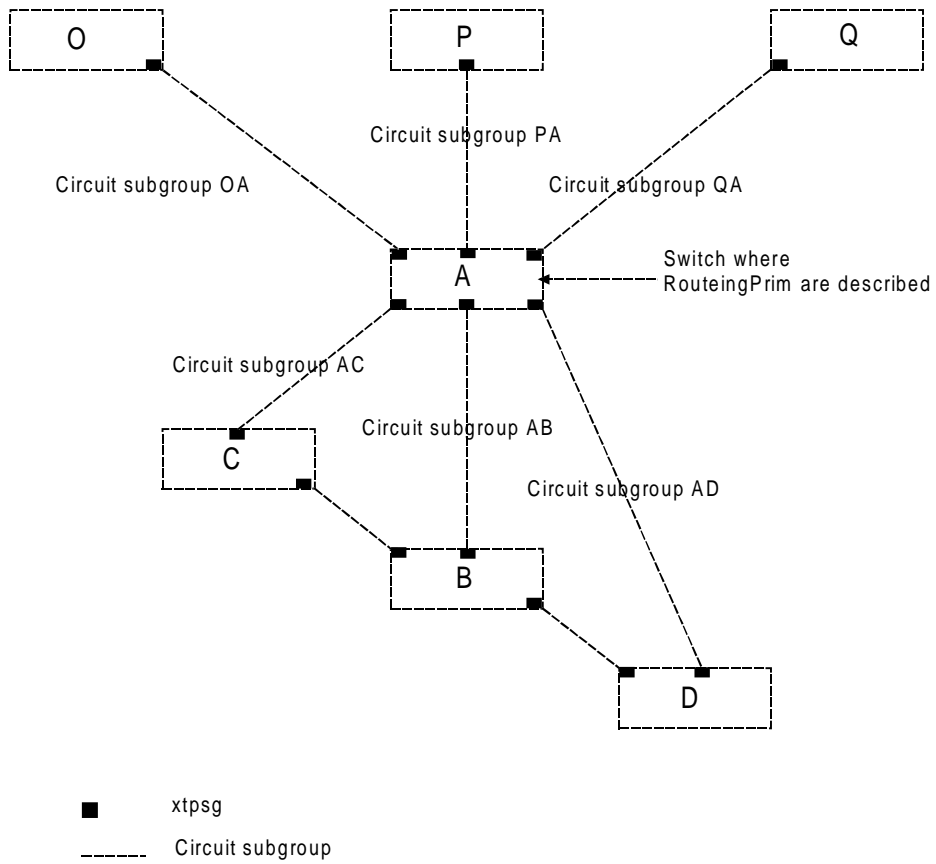 O
P
Q
Circuit subgroup PA
Circuit subgroup OA
Circuit subgroup QA
A
Switch where
RouteingPrim are described
Circuit subgroup AC
Circuit subgroup AB
C
Circuit subgroup AD
B
D
xtpsg
Circuit subgroup